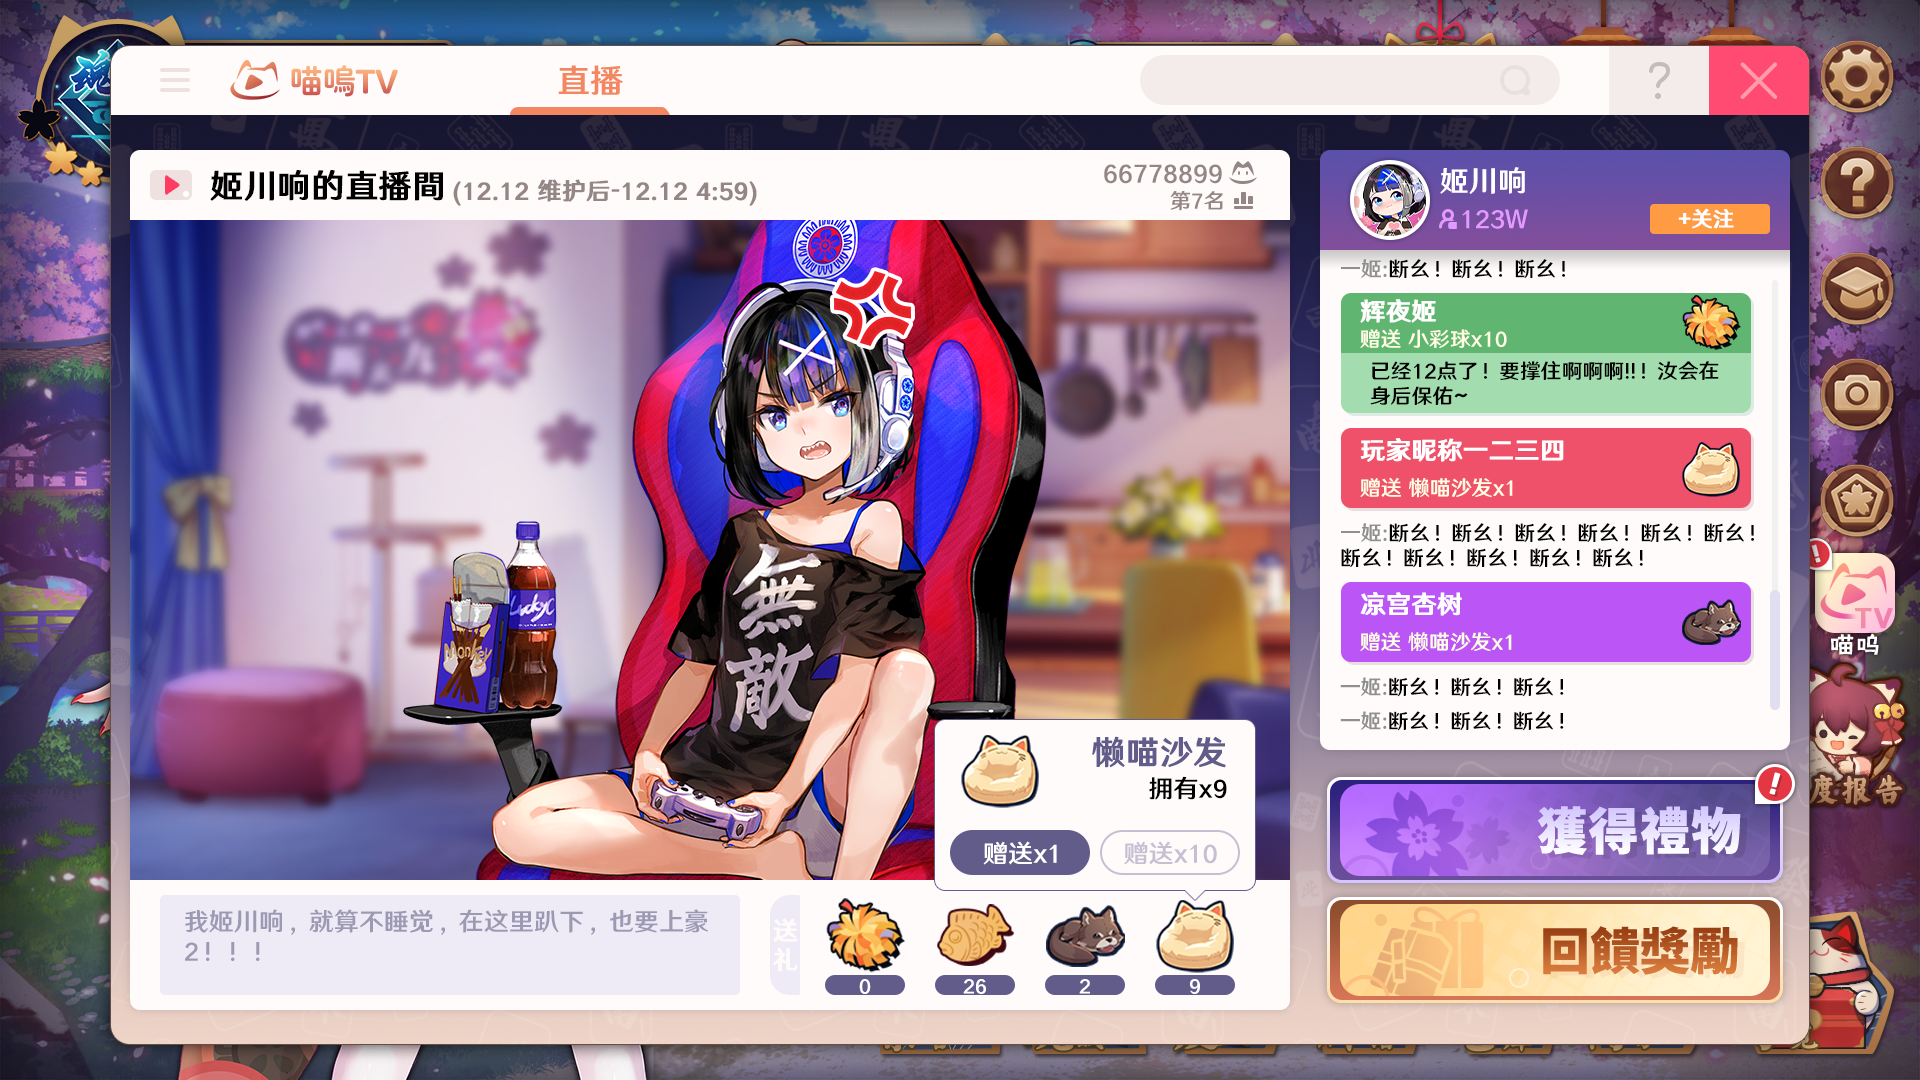 喵嗚TV
直播
?
姬川响的直播間 (12.12 维护后-12.12 4:59)
66778899
第7名
無敵
LuckyC
Monkey
懒喵沙发
拥有x9
赠送x1
赠送x10
我姬川响，就算不睡觉，在这里趴下，也要上豪
2！！！
送礼
0
26
2
9
姬川响
123W
+关注
一姬:断幺！断幺！断幺！
辉夜姬
赠送 小彩球x10
已经12点了！要撑住啊啊啊!!！汝会在
身后保佑~
玩家昵称一二三四
赠送 懒喵沙发x1
一姬:断幺！断幺！断幺！断幺！断幺！断幺！
断幺！断幺！断幺！断幺！断幺！
凉宫杏树
赠送 懒喵沙发x1
一姬:断幺！断幺！断幺！
一姬:断幺！断幺！断幺！
獲得禮物
!
回饋獎勵
?
!
TV
喵呜
度报告
魂